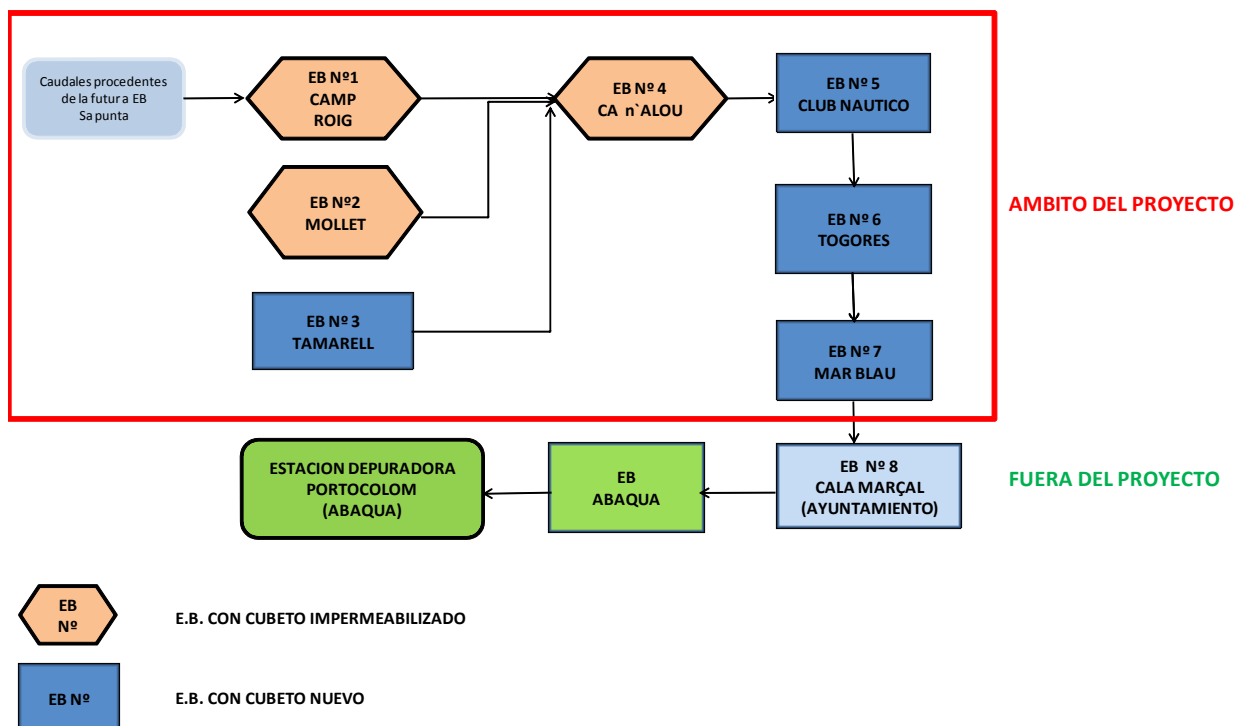 Caudales procedentes
de la futura EB
Sa punta
EB Nº1
CAMP
ROIG
EB Nº 4
CA n`ALOU
EB Nº 5
CLUB NAUTICO
EB Nº2
MOLLET
EB Nº 6
TOGORES
AMBITO DEL PROYECTO
EB Nº 3
TAMARELL
EB Nº 7
MAR BLAU
ESTACION DEPURADORA
PORTOCOLOM
(ABAQUA)
EB
ABAQUA
EB Nº 8
CALA MARÇAL
(AYUNTAMIENTO)
FUERA DEL PROYECTO
EB
Nº
E.B. CON CUBETO IMPERMEABILIZADO
EB Nº
E.B. CON CUBETO NUEVO